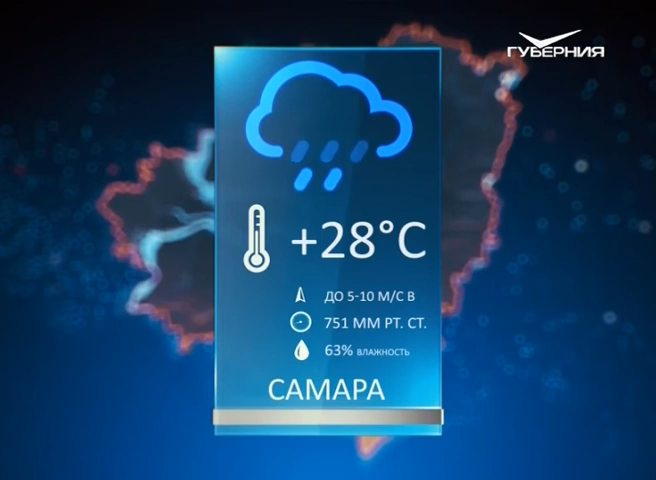 ГУБЕРНИЯ
+28°C
ДО 5-10 М/С В
751 ММ РТ. СТ.
63% ВЛАЖНОСТЬ
САМАРА